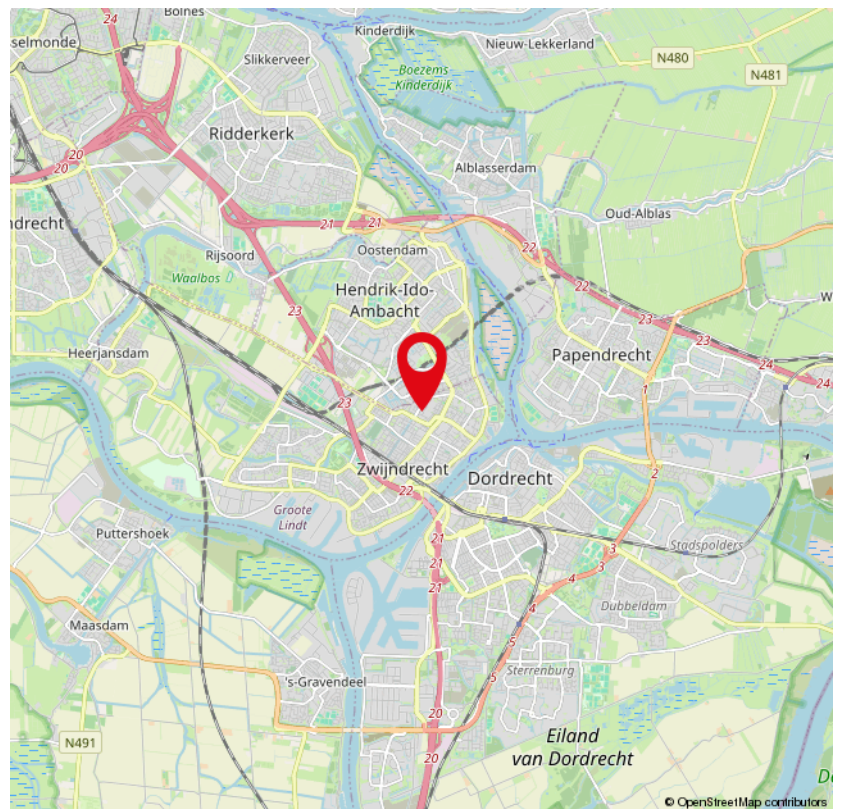 24
Bolnes
Kinderdijk
Nieuw-Lekkerland
sselmonde
Slikkerveer
N480
N481
Boezems
Kinderdijk
Ridderkerk
20
20
Alblasserdam
ndrecht
21
21
Oud-Alblas
Rijsoord
Oostendam
22
Waalbos
22
Hendrik-Ido-
Ambacht
23
23
23
Heerjansdam
Papendrecht
24
24
1
23
Zwijndrecht
Dordrecht
2
22
Groote
Lindt
Puttershoek
21
Stadspolders
21
3
3
4
21
4
Dubbeldam
Maasdam
5
Sterrenburg
5
's-Gravendeel
20
N491
Eiland
van Dordrecht
20
© OpenStreetMap contributors